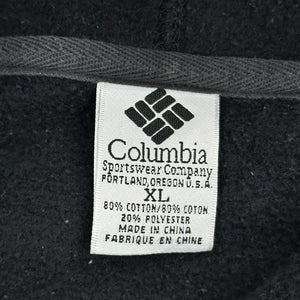 Columbia
Sportswear Company
PORTLAND, OREGON U.S.A.
XL
80% COTTON/80% COTON
20% POLYESTER
MADE IN CHINA
FABRIQUE EN CHINE